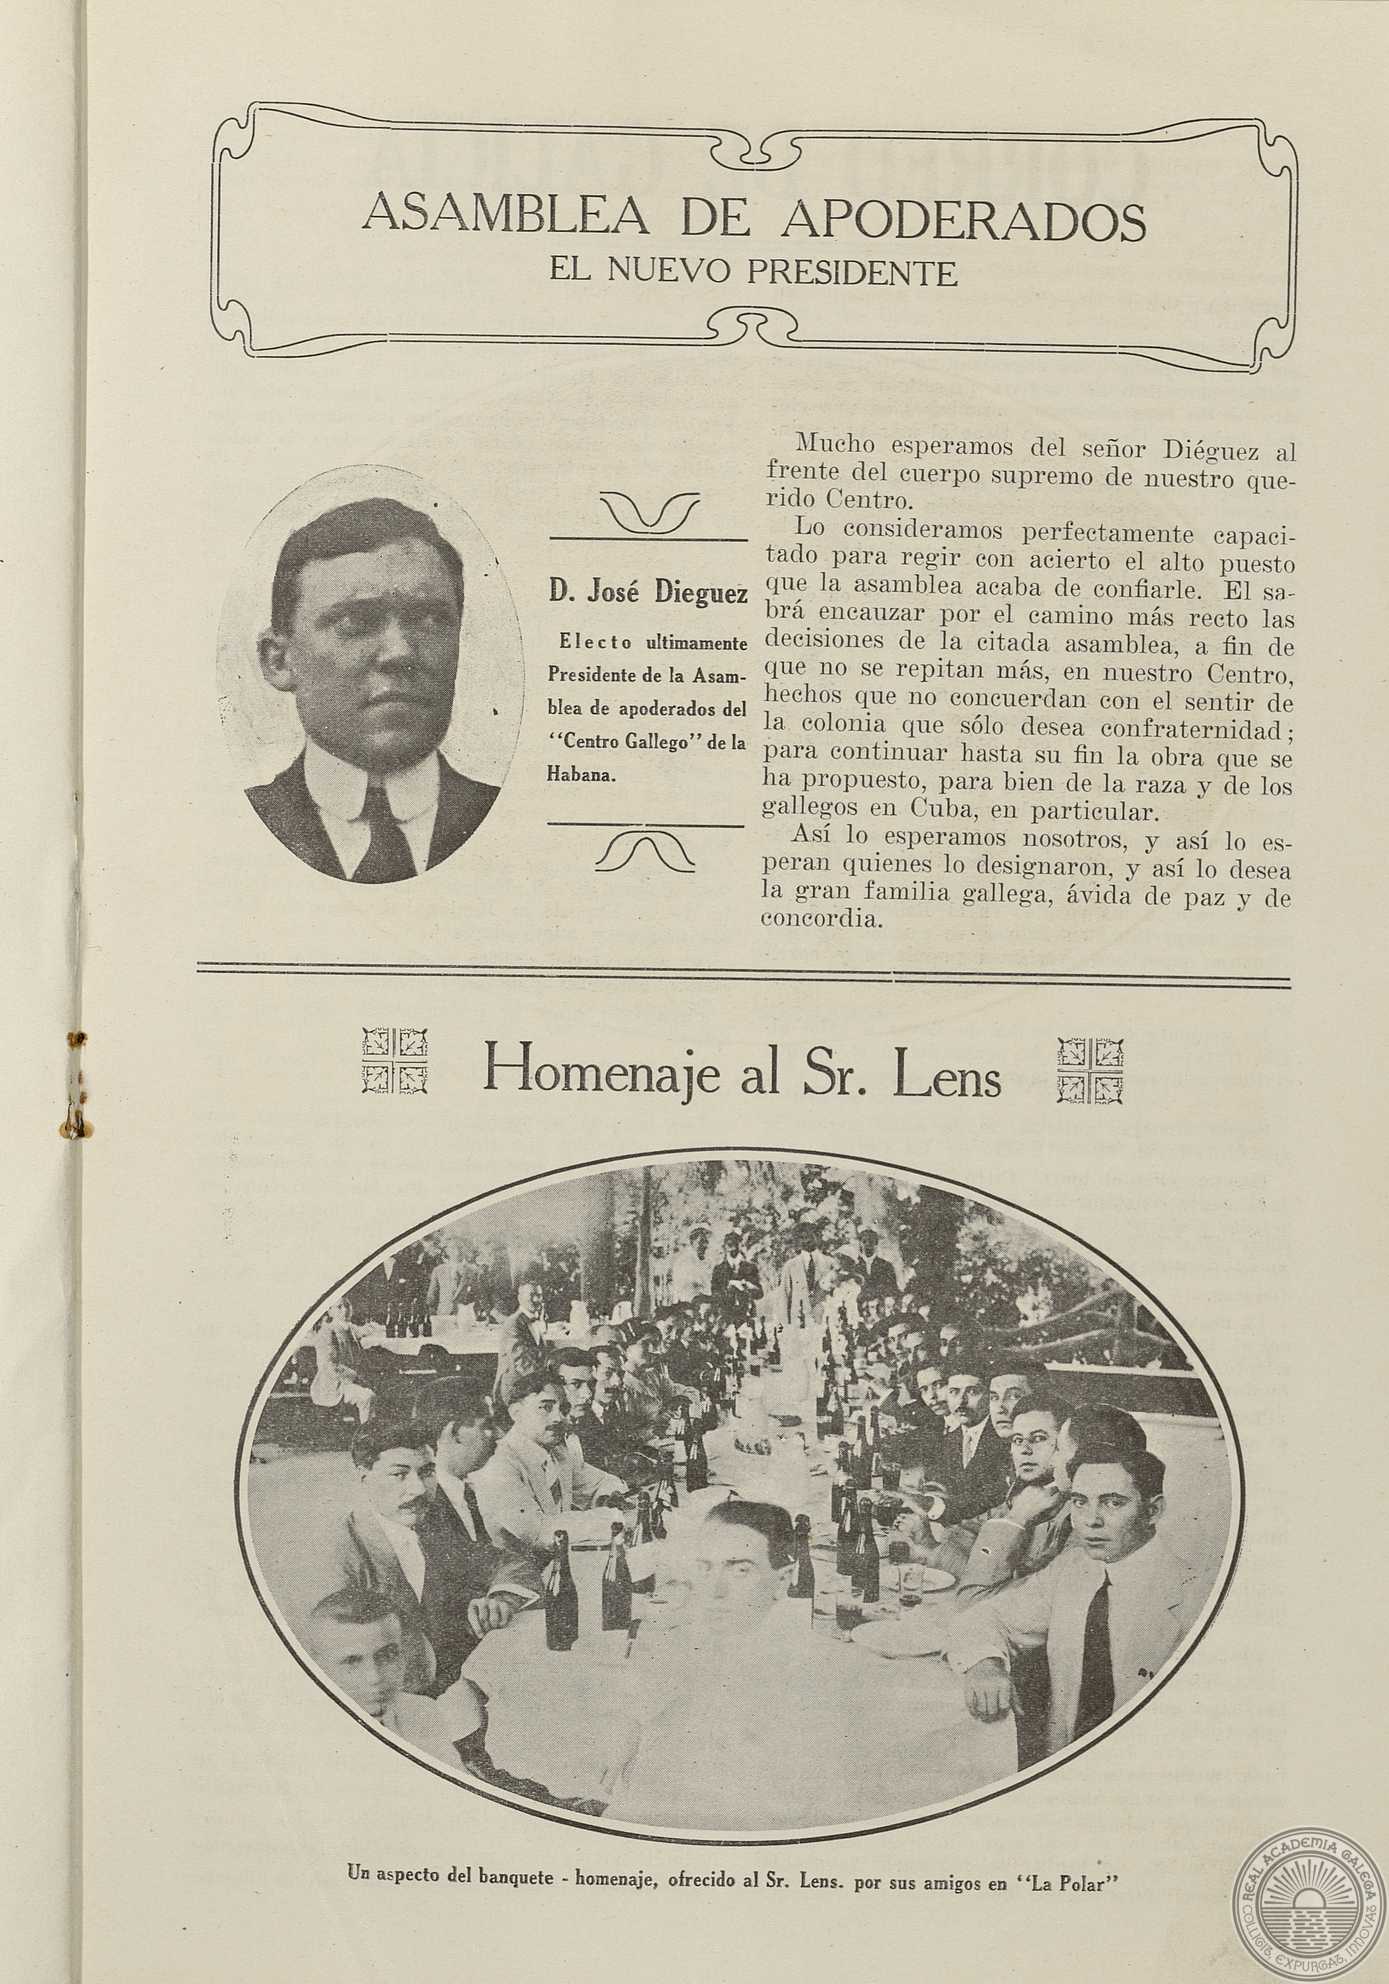 ASAMBLEA DE APODERADOS
EL NUEVO PRESIDENTE
D. José Dieguez
Electo ultimamente
Presidente de la Asam-
blea de apoderados del
"Centro Gallego" de la
Habana.
Mucho esperamos del señor Diéguez al
frente del cuerpo supremo de nuestro que-
rido Centro.
Lo consideramos perfectamente capaci-
tado para regir con acierto el alto puesto
que la asamblea acaba de confiarle. El sa-
brá encauzar por el camino más recto las
decisiones de la citada asamblea, a fin de
que no se repitan más, en nuestro Centro,
hechos que no concuerdan con el sentir de
la colonia que sólo desea confraternidad;
para continuar hasta su fin la obra que se
ha propuesto, para bien de la raza y de los
gallegos en Cuba, en particular.
Así lo esperamos nosotros, y así lo es-
peran quienes lo designaron, y así lo desea
la gran familia gallega, ávida de paz y de
concordia.
Homenaje al Sr. Lens
Un aspecto del banquete - homenaje, ofrecido al Sr. Lens. por sus amigos en "La Polar"
REAL ACADEMIA GALEGA
COLLIGIT, EXPURGAT, INNOVAT